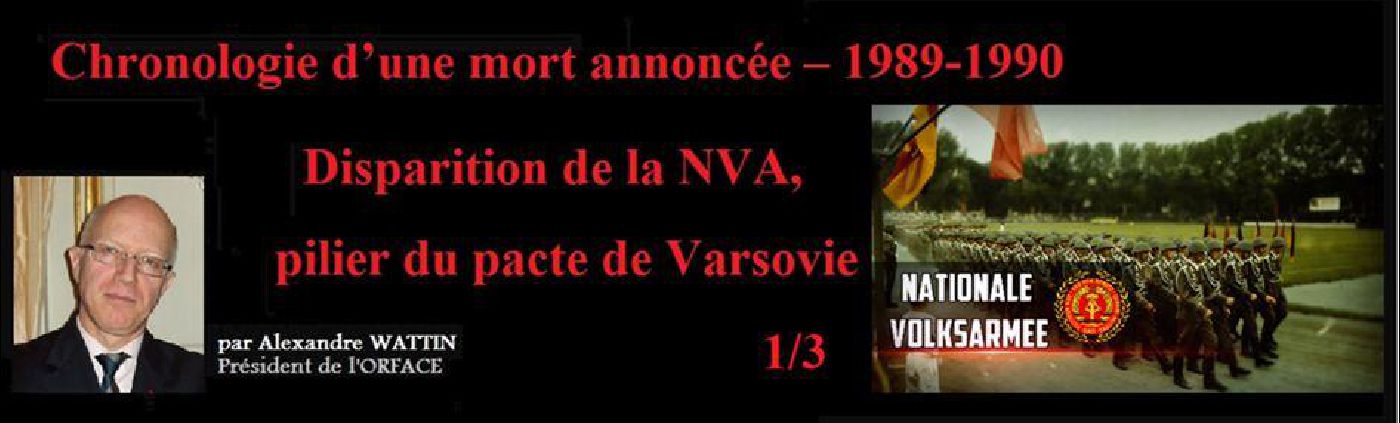 Chronologie d’une mort annoncée – 1989-1990
Disparition de la NVA,
pilier du pacte de Varsovie
par Alexandre WATTIN
Président de l'ORFACE
1/3
NATIONALE
VOLKSARMEE